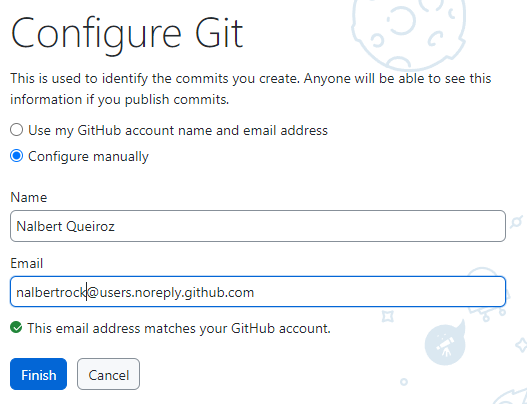 Configure Git
This is used to identify the commits you create. Anyone will be able to see this
information if you publish commits.
Use my GitHub account name and email address
Configure manually
Name
Nalbert Queiroz
Email
nalbertrock@users.noreply.github.com
This email address matches your GitHub account.
Finish Cancel